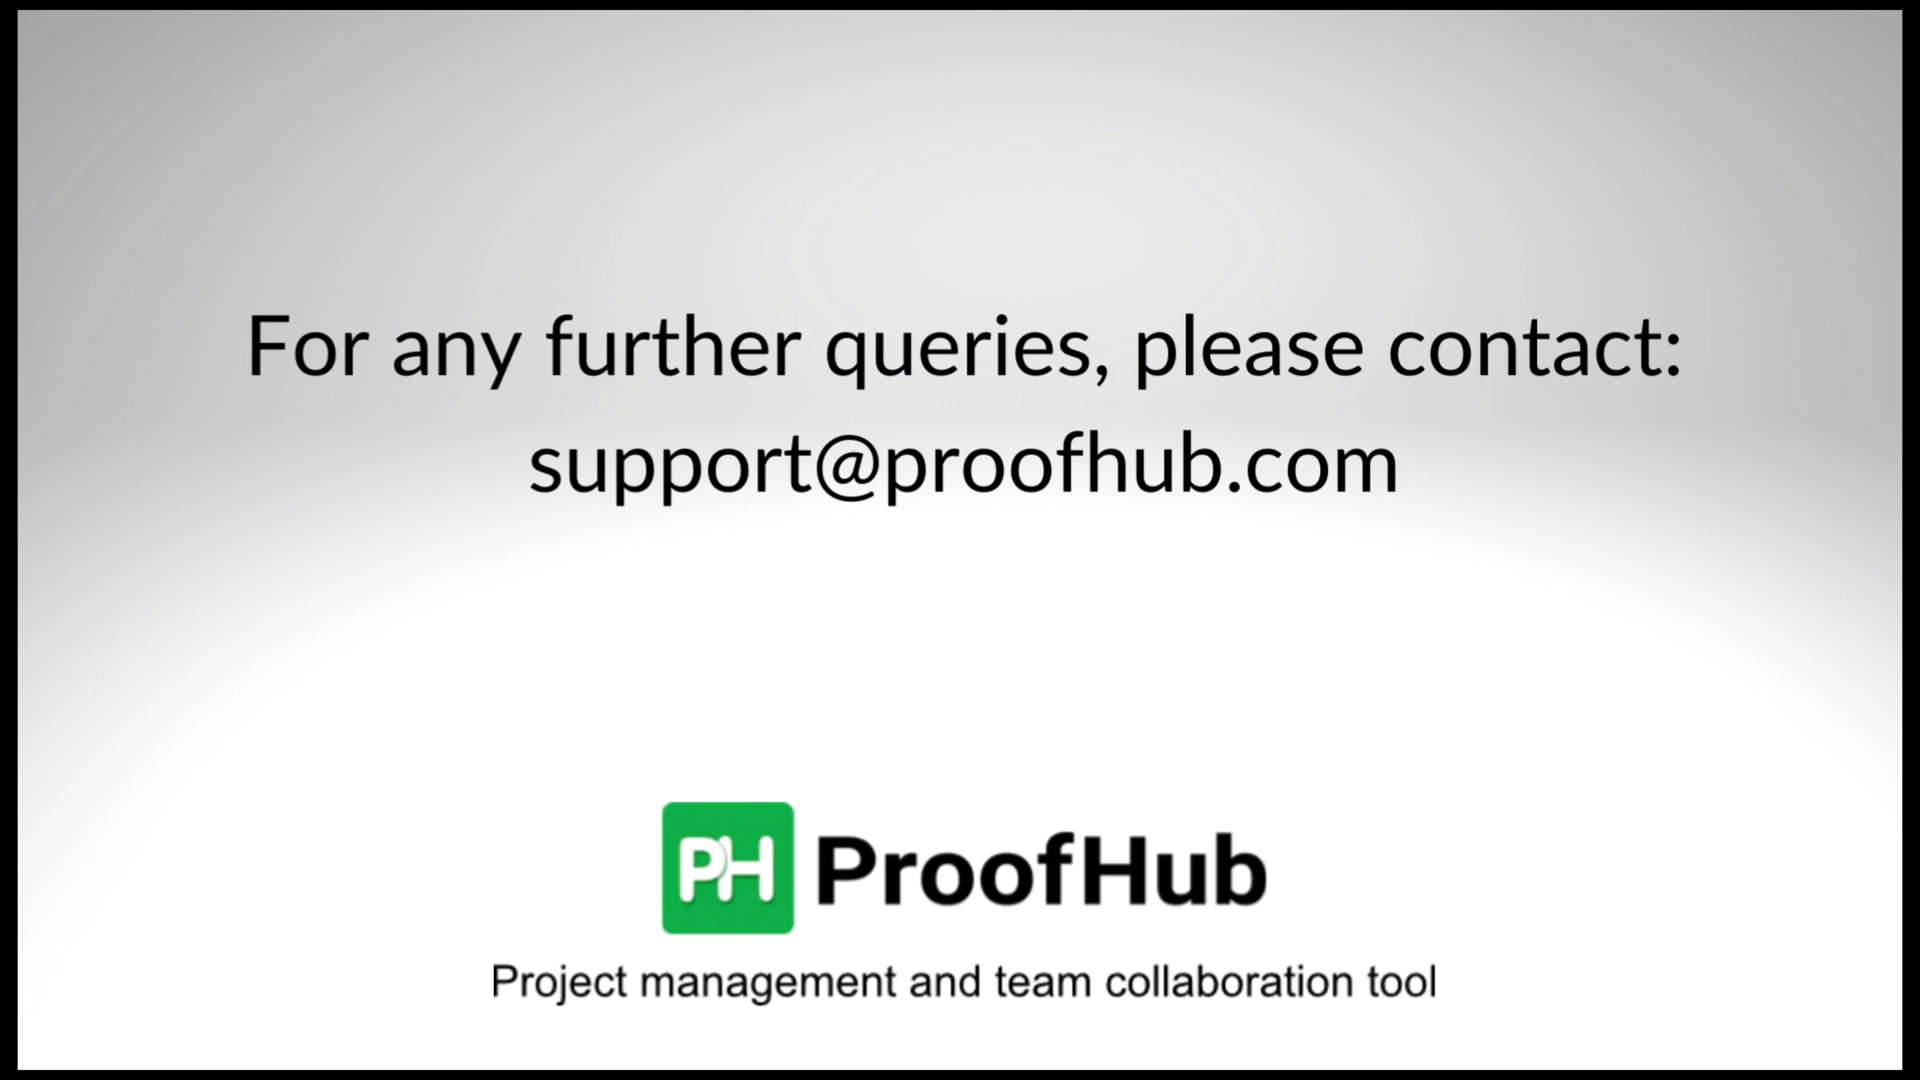 For any further queries, please contact:
support@proofhub.com
PH ProofHub
Project management and team collaboration tool